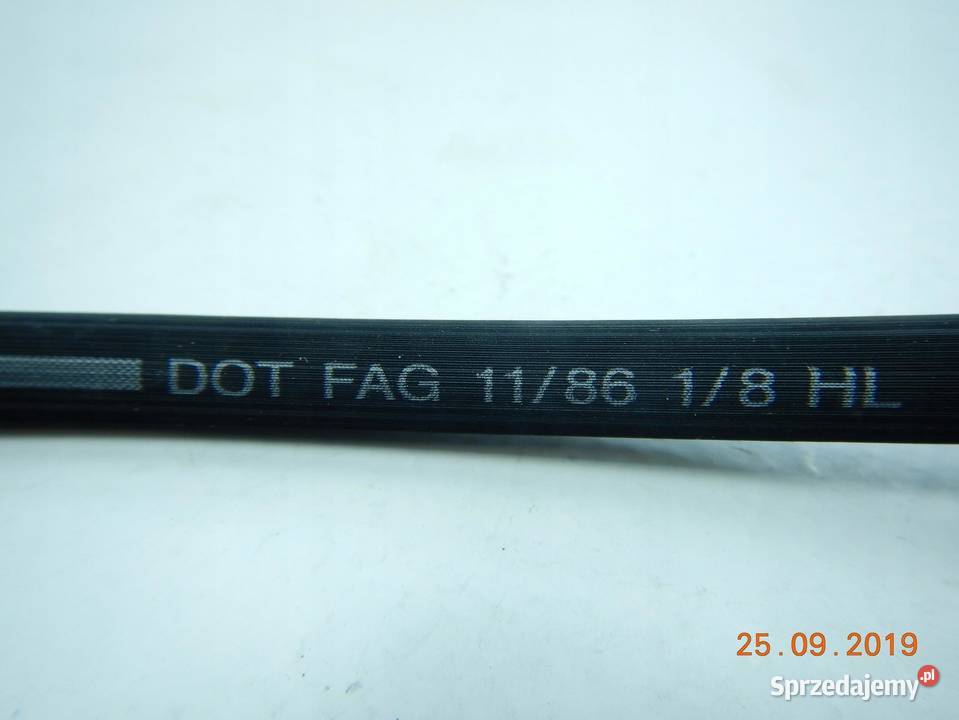 DOT FAG 11/86 1/8 HL
25.09.2019
Sprzedajemy.pl